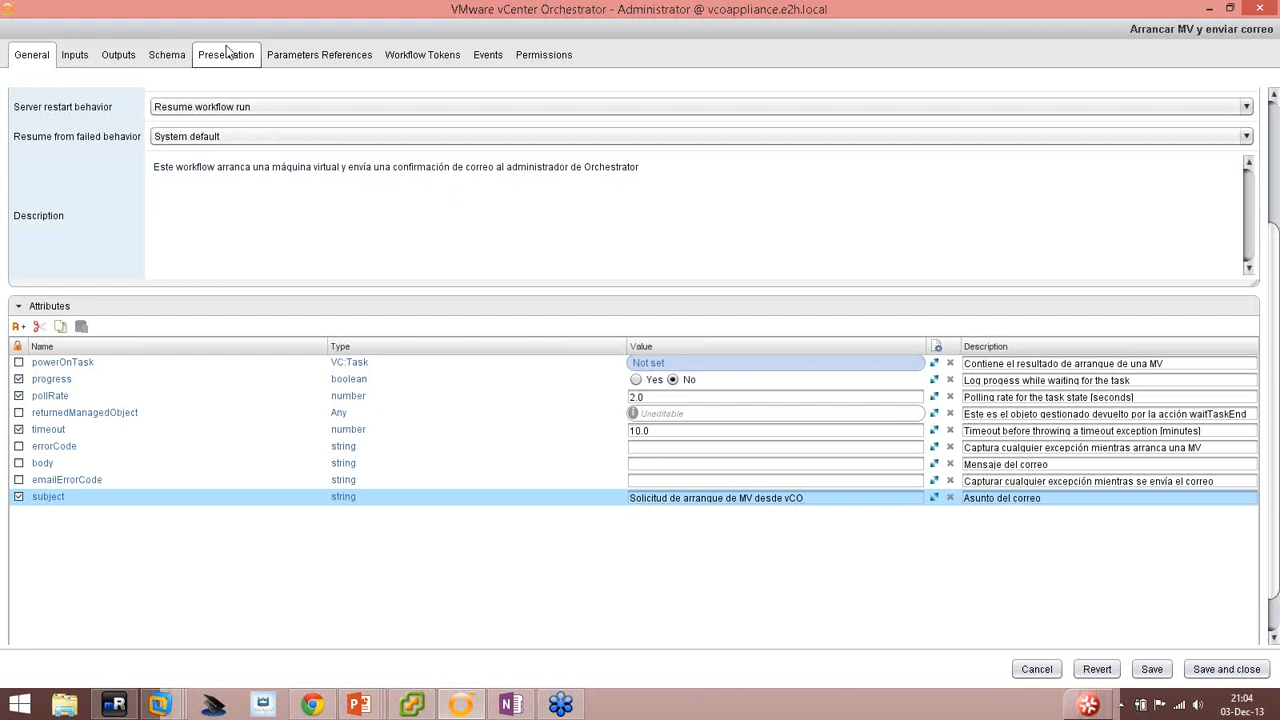 VMware vCenter Orchestrator - Administrator @ vcoappliance.e2h.local
Arrancar MV y enviar correo
General Inputs Outputs Schema Presentation Parameters References Workflow Tokens Events Permissions
Server restart behavior Resume workflow run
Resume from failed behavior System default
Este workflow arranca una máquina virtual y envía una confirmación de correo al administrador de Orchestrator
Description
Attributes
Name Type Value Description
powerOnTask VC:Task Not set Contiene el resultado de arranque de una MV
progress boolean Yes No Log progess while waiting for the task
pollRate number 2.0 Polling rate for the task state [seconds]
returnedManagedObject Any Uneditable Este es el objeto gestionado devuelto por la acción waitTaskEnd
timeout number 10.0 Timeout before throwing a timeout exception [minutes]
errorCode string Captura cualquier excepción mientras arranca una MV
body string Mensaje del correo
emailErrorCode string Capturar cualquier excepción mientras se envía el correo
subject string Solicitud de arranque de MV desde vCO Asunto del correo
Cancel Revert Save Save and close
21:04
03-Dec-13